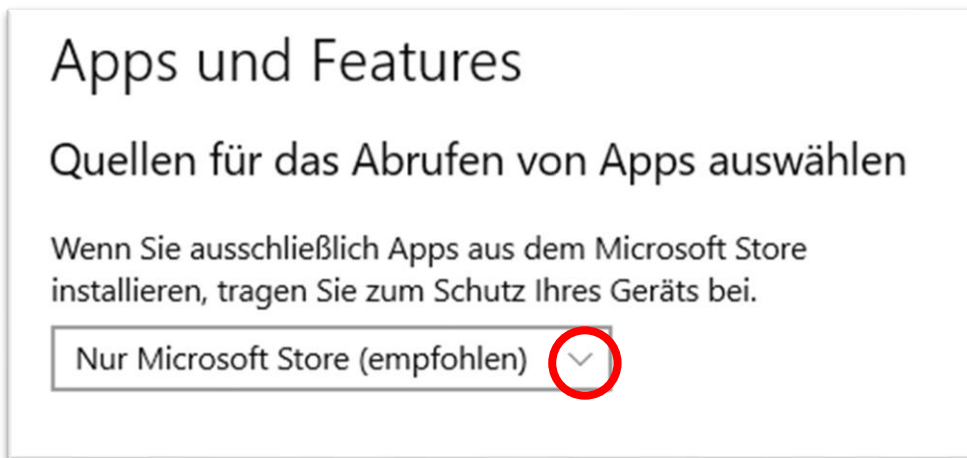 Apps und Features
Quellen für das Abrufen von Apps auswählen
Wenn Sie ausschließlich Apps aus dem Microsoft Store
installieren, tragen Sie zum Schutz Ihres Geräts bei.
Nur Microsoft Store (empfohlen)